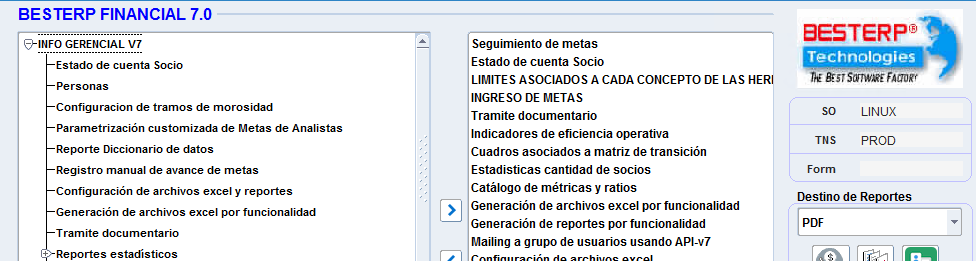 BESTERP FINANCIAL 7.0
INFO GERENCIAL V7
Estado de cuenta Socio
Personas
Configuracion de tramos de morosidad
Parametrización customizada de Metas de Analistas
Reporte Diccionario de datos
Registro manual de avance de metas
Configuración de archivos excel y reportes
Generación de archivos excel por funcionalidad
Tramite documentario
Reportes estadísticos
Seguimiento de metas
Estado de cuenta Socio
LIMITES ASOCIADOS A CADA CONCEPTO DE LAS HER
INGRESO DE METAS
Tramite documentario
Indicadores de eficiencia operativa
Cuadros asociados a matriz de transición
Estadisticas cantidad de socios
Catálogo de métricas y ratios
Generación de archivos excel por funcionalidad
Generación de reportes por funcionalidad
Mailing a grupo de usuarios usando API-v7
Configuración de archivos excel
BESTERP®
Technologies
THE BEST SOFTWARE FACTORY
SO LINUX
TNS PROD
Form
Destino de Reportes
PDF